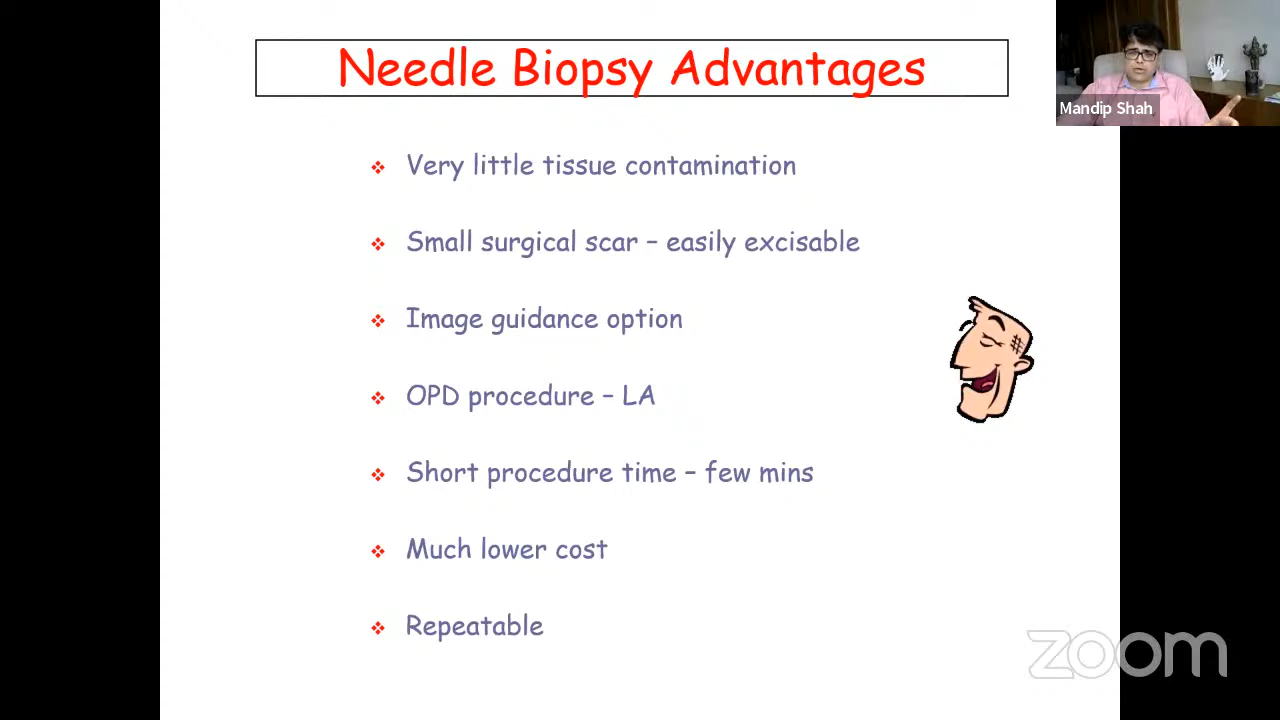 Needle Biopsy Advantages
Mandip Shah
Very little tissue contamination
Small surgical scar – easily excisable
Image guidance option
OPD procedure – LA
Short procedure time – few mins
Much lower cost
Repeatable
zoom